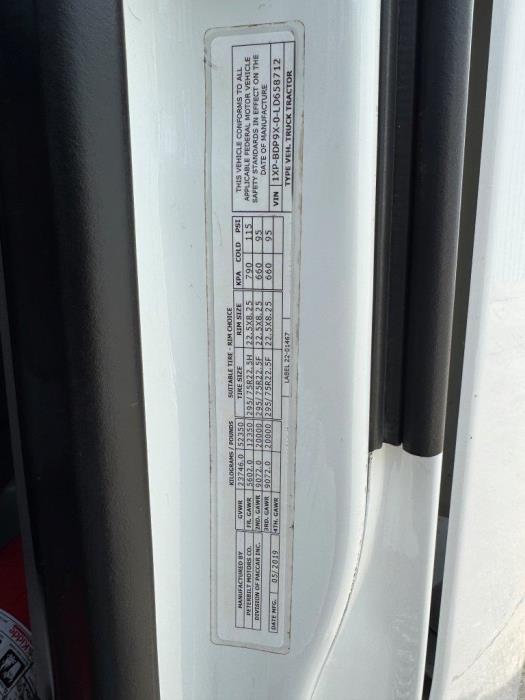 MANUFACTURED BY
PETERBILT MOTORS CO.
DIVISION OF PACCAR INC.
DATE MFG. 05/2019
KILOGRAMS / POUNDS
GVWR 23746.0 52350
FR. GAWR 5602.0 12350
2ND. GAWR 9072.0 20000
3RD. GAWR 9072.0 20000
4TH. GAWR
SUITABLE TIRE - RIM CHOICE
TIRE SIZE RIM SIZE KPA COLD PSI
295/75R22.5H 22.5X8.25 790 115
295/75R22.5F 22.5X8.25 660 95
295/75R22.5F 22.5X8.25 660 95
LABEL 22-01467
THIS VEHICLE CONFORMS TO ALL
APPLICABLE FEDERAL MOTOR VEHICLE
SAFETY STANDARDS IN EFFECT ON THE
DATE OF MANUFACTURE
VIN 1XP-BDP9X-0-LD658712
TYPE VEH. TRUCK TRACTOR
Kidde